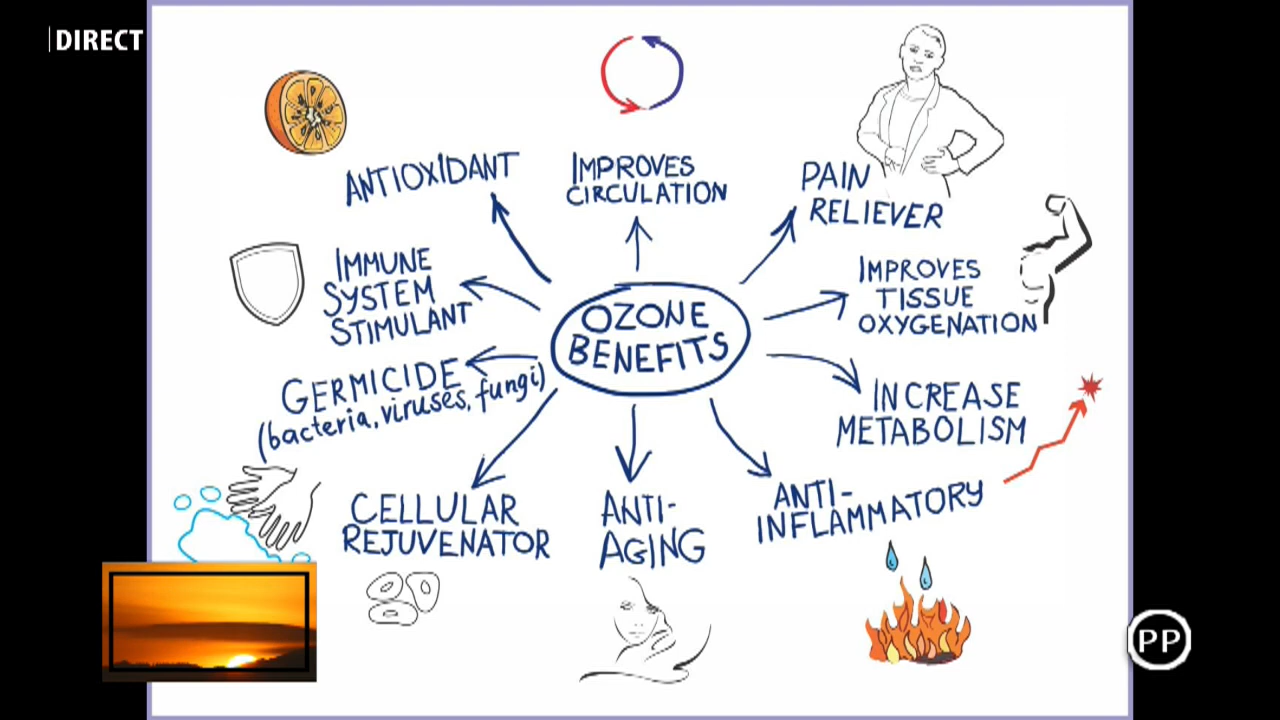 DIRECT
ANTIOXIDANT
IMPROVES
CIRCULATION
PAIN
RELIEVER
IMMUNE
SYSTEM
STIMULANT
IMPROVES
TISSUE
OXYGENATION
OZONE
BENEFITS
GERMICIDE
(bacteria, viruses, fungi)
INCREASE
METABOLISM
CELLULAR
REJUVENATOR
ANTI-
AGING
ANTI-
INFLAMMATORY
PP